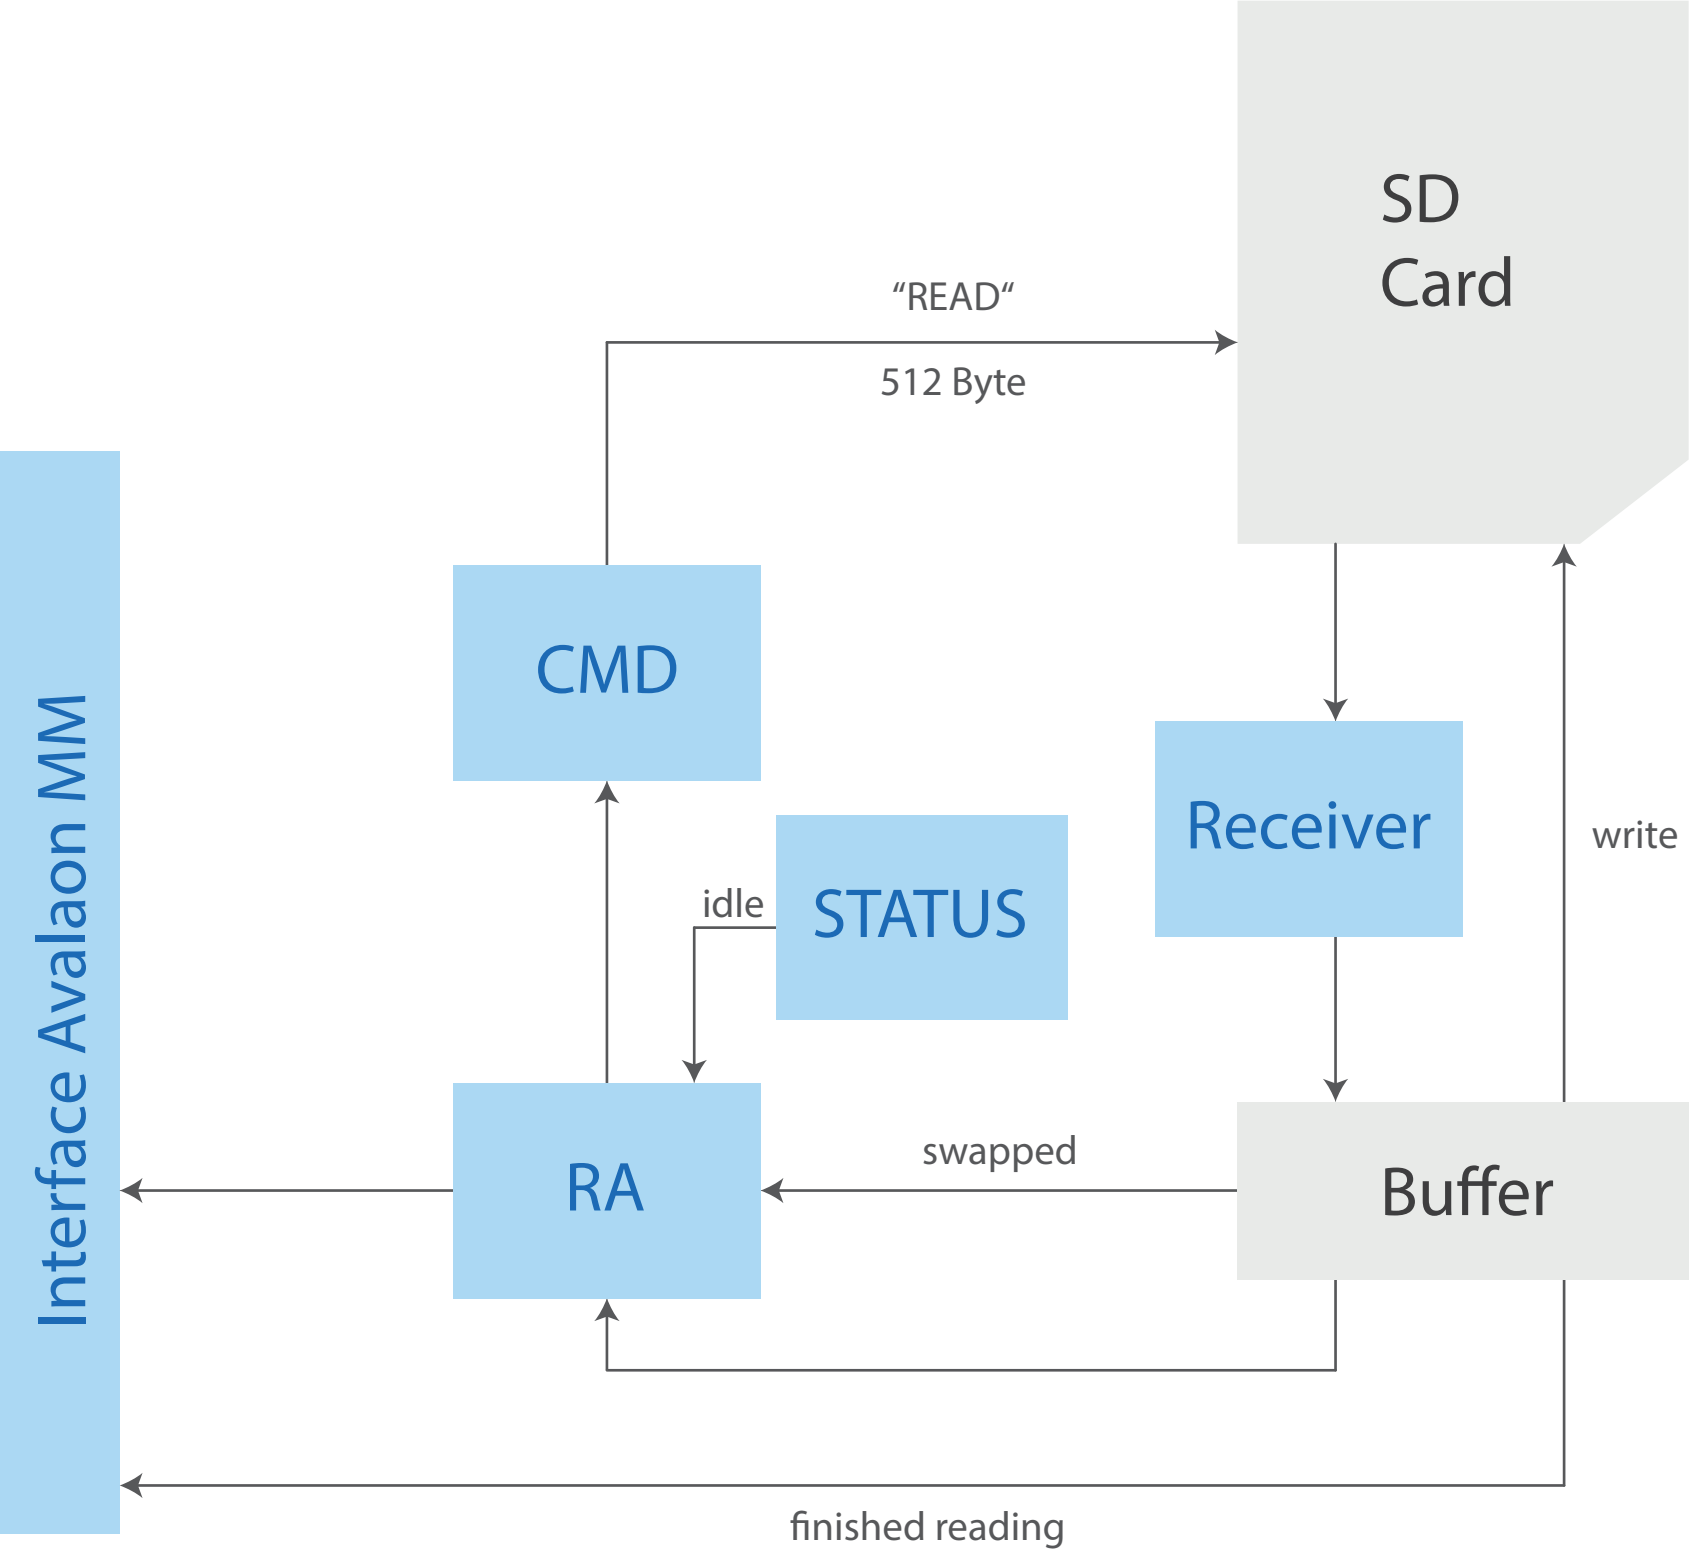 SD
Card
“READ“
512 Byte
CMD
Receiver
write
STATUS
idle
Interface Avalaon MM
RA
swapped
Buffer
finished reading